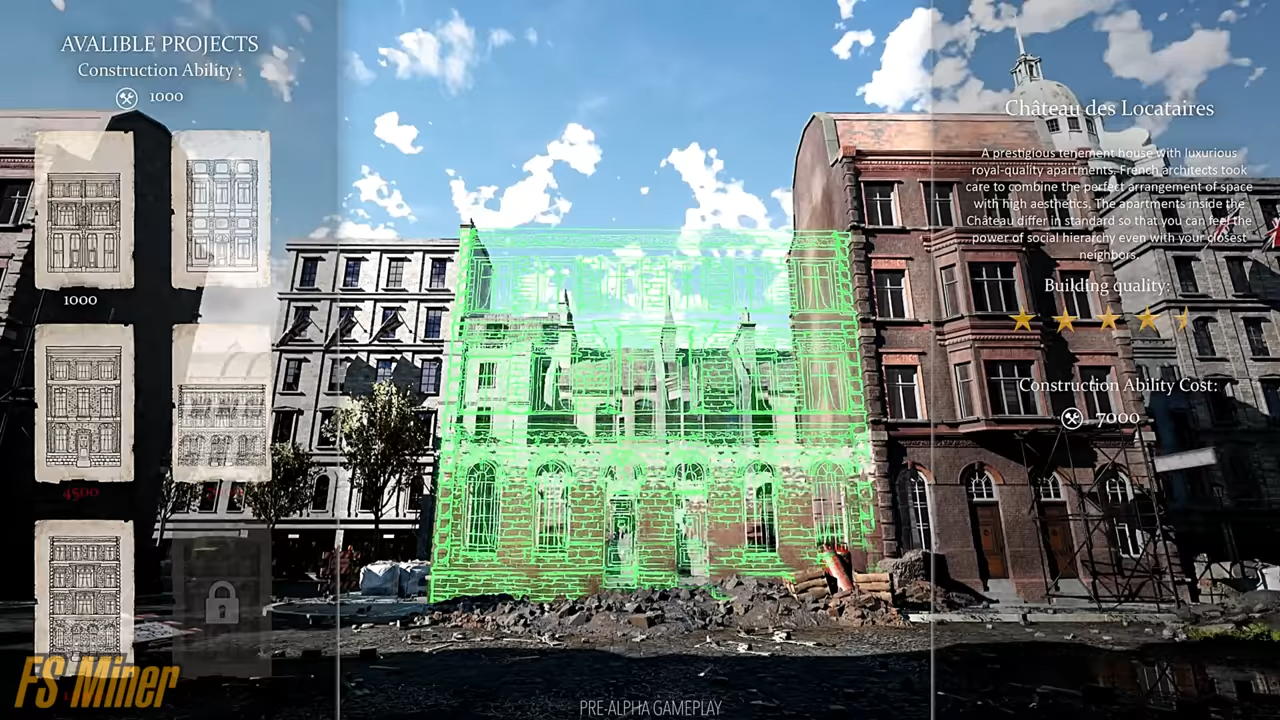 AVALIBLE PROJECTS
Construction Ability :
1000
1000
4500
Château des Locataires
A prestigious tenement house with luxurious
royal-quality apartments. French architects took
care to combine the perfect arrangement of space
with high aesthetics. The apartments inside the
Château differ in standard so that you can feel the
power of social hierarchy even with your closest
neighbors.
Building quality:
Construction Ability Cost:
7000
FS Miner
PRE-ALPHA GAMEPLAY